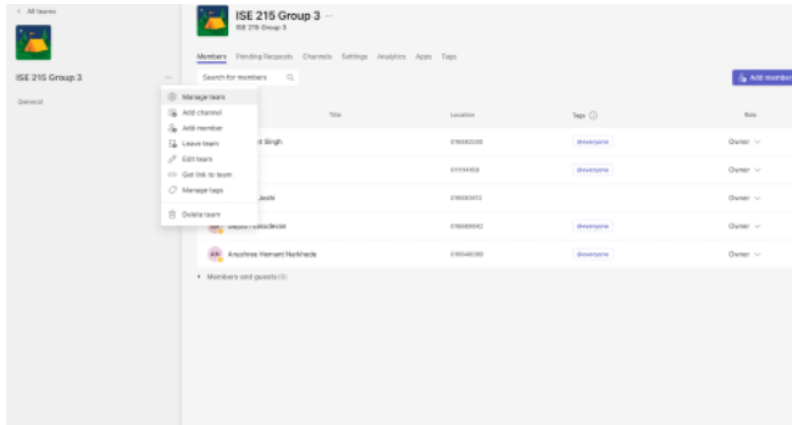 < All teams
ISE 215 Group 3 ···
ISE 215 Group 3
Members Pending Requests Channels Settings Analytics Apps Tags
ISE 215 Group 3 ···
Search for members
Add member
General
Manage team
Add channel
Add member
Leave team
Edit team
Get link to team
Manage tags
Delete team
Title Location Tags Role
Singh @everyone Owner
@everyone Owner
Joshi Owner
@everyone Owner
AN Anushree Hemant Narkhede @everyone Owner
Members and guests